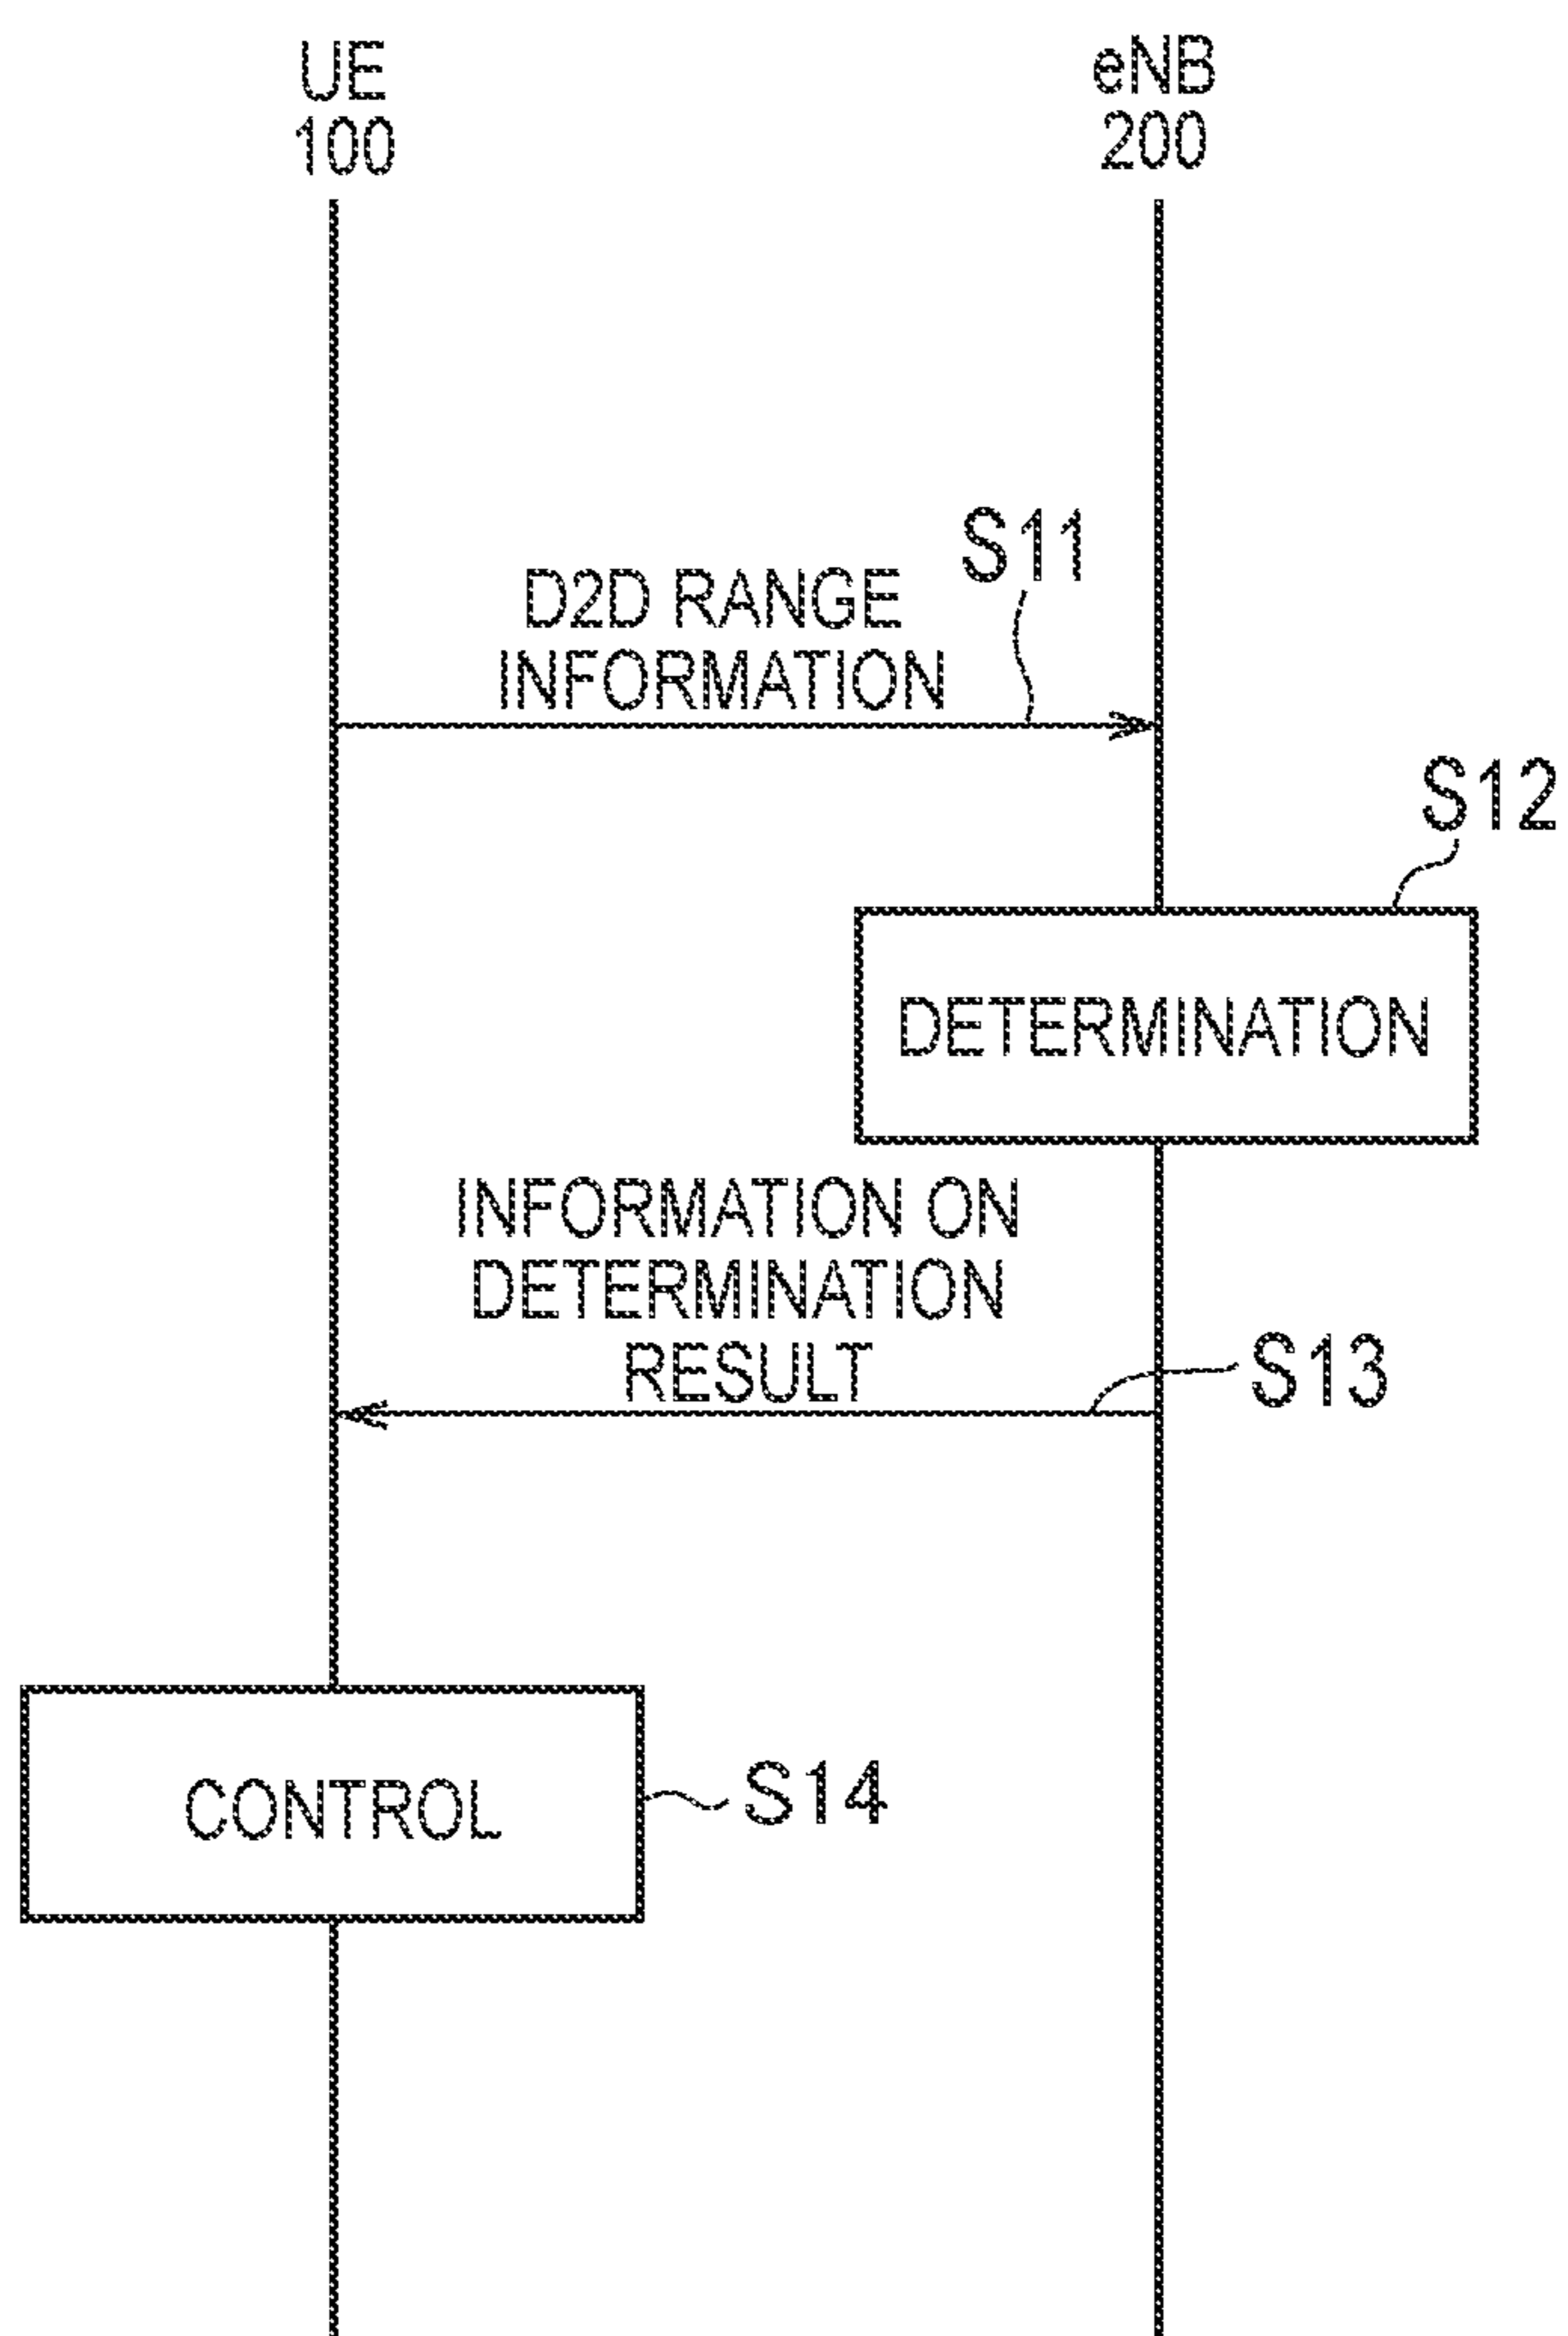 UE
100
eNB
200
S11
D2D RANGE
INFORMATION
S12
DETERMINATION
INFORMATION ON
DETERMINATION
RESULT
S13
CONTROL
S14